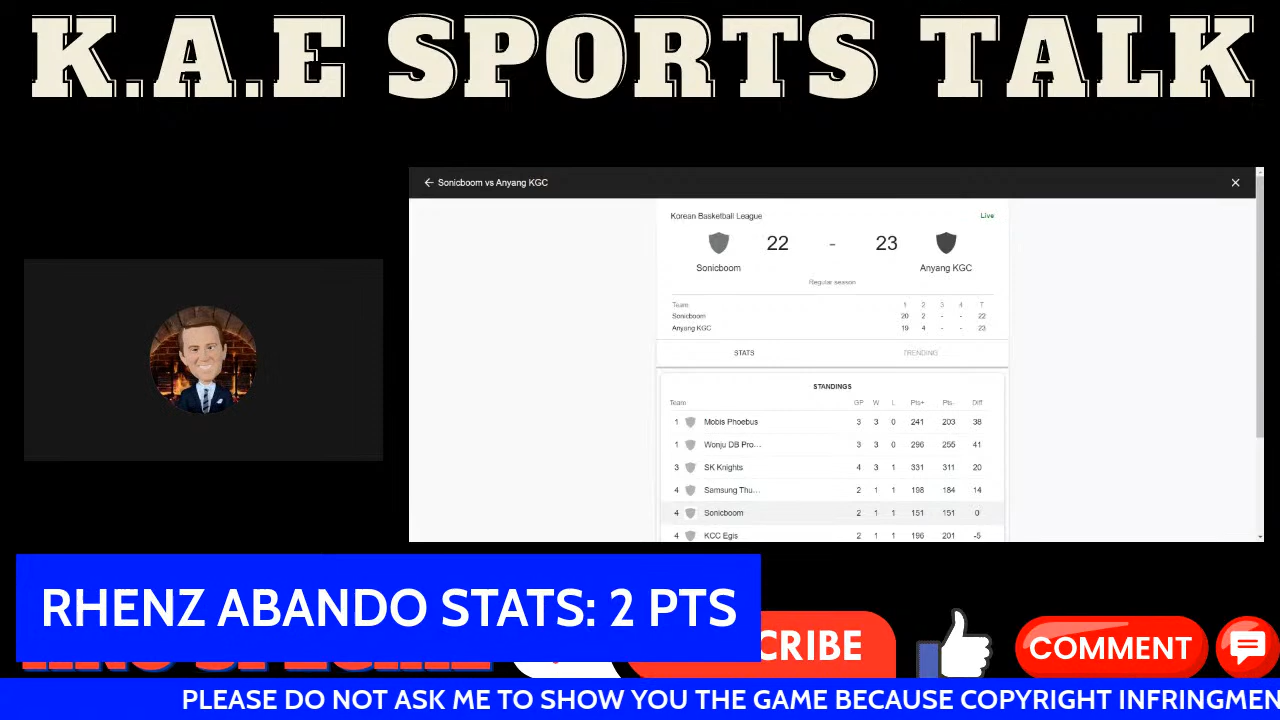 K.A.E SPORTS TALK
Sonicboom vs Anyang KGC
Korean Basketball League
Live
22 - 23
Sonicboom
Anyang KGC
Regular season
Team 1 2 3 4 T
Sonicboom 20 2 - - 22
Anyang KGC 19 4 - - 23
STATS
TRENDING
STANDINGS
Team GP W L Pts+ Pts- Diff
1 Mobis Phoebus 3 3 0 241 203 38
1 Wonju DB Pro... 3 3 0 296 255 41
3 SK Knights 4 3 1 331 311 20
4 Samsung Thu... 2 1 1 198 184 14
4 Sonicboom 2 1 1 151 151 0
4 KCC Egis 2 1 1 196 201 -5
RHENZ ABANDO STATS: 2 PTS
CRIBE
COMMENT
PLEASE DO NOT ASK ME TO SHOW YOU THE GAME BECAUSE COPYRIGHT INFRINGMEN